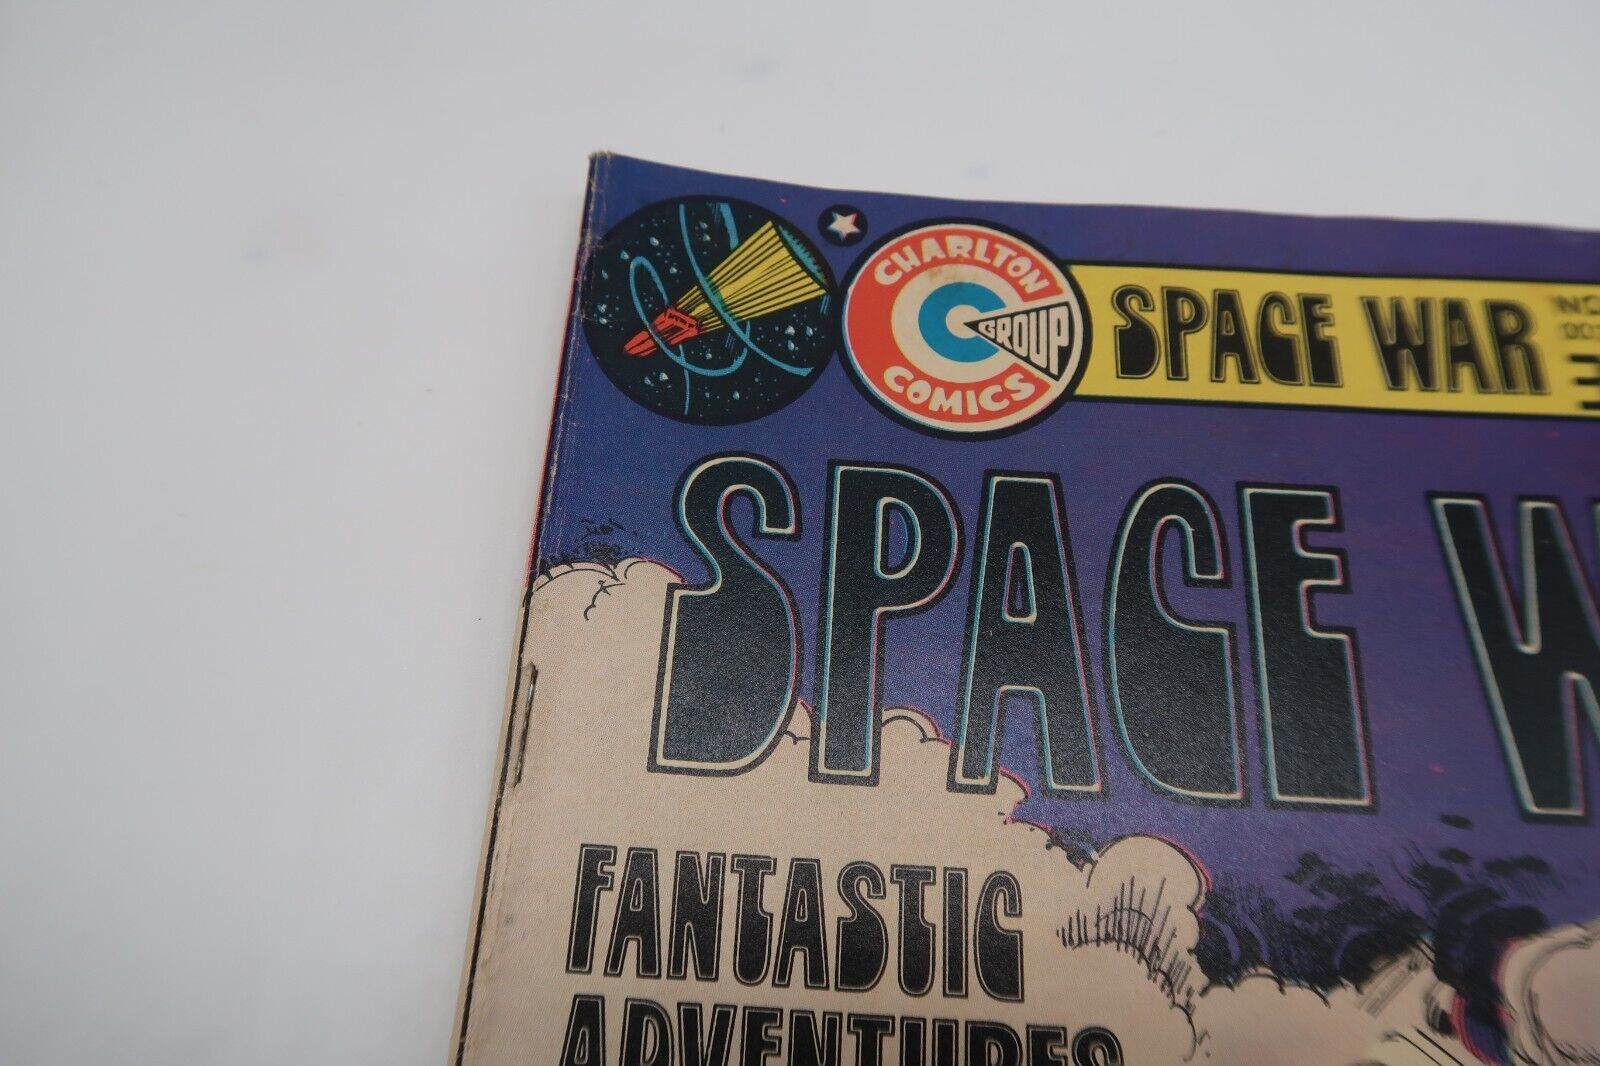 CHARLTON
GROUP
COMICS
SPACE WAR
SPACE
FANTASTIC
ADVENTURES